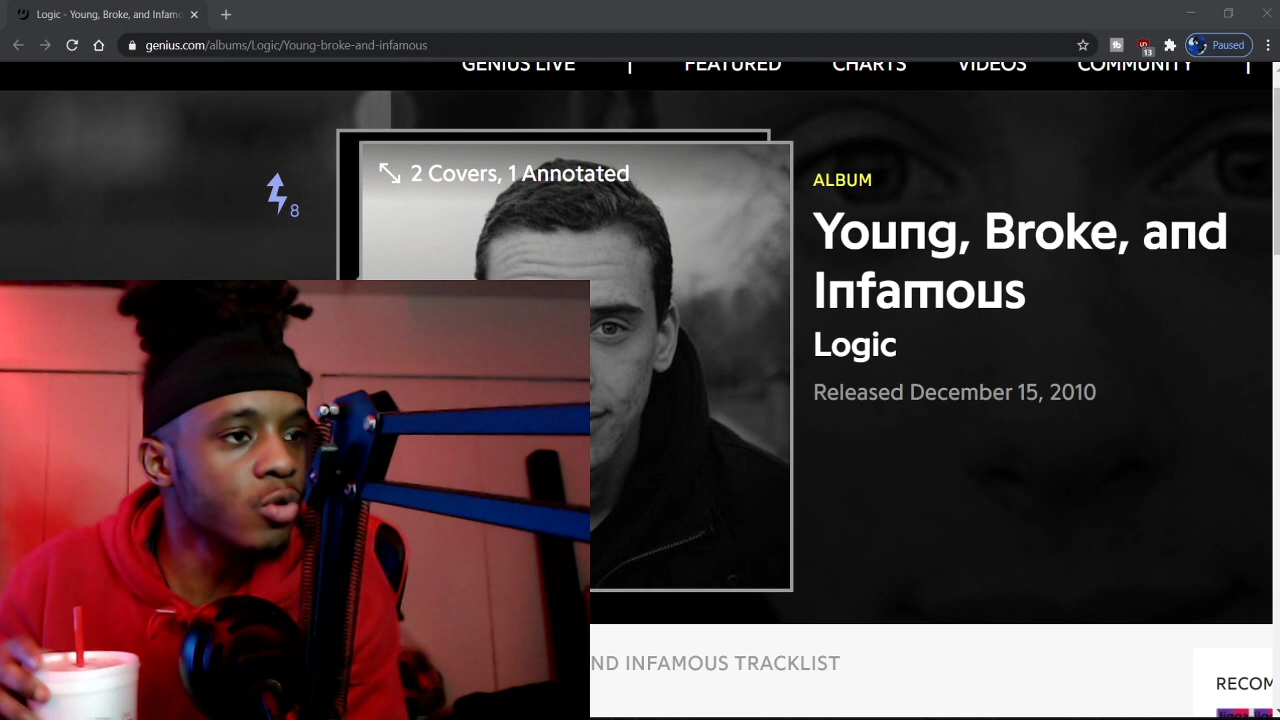 Logic - Young, Broke, and Infamo
genius.com/albums/Logic/Young-broke-and-infamous
13
Paused
GENIUS LIVE
FEATURED
CHARTS
VIDEOS
COMMUNITY
2 Covers, 1 Annotated
8
ALBUM
Young, Broke, and
Infamous
Logic
Released December 15, 2010
ND INFAMOUS TRACKLIST
RECOM